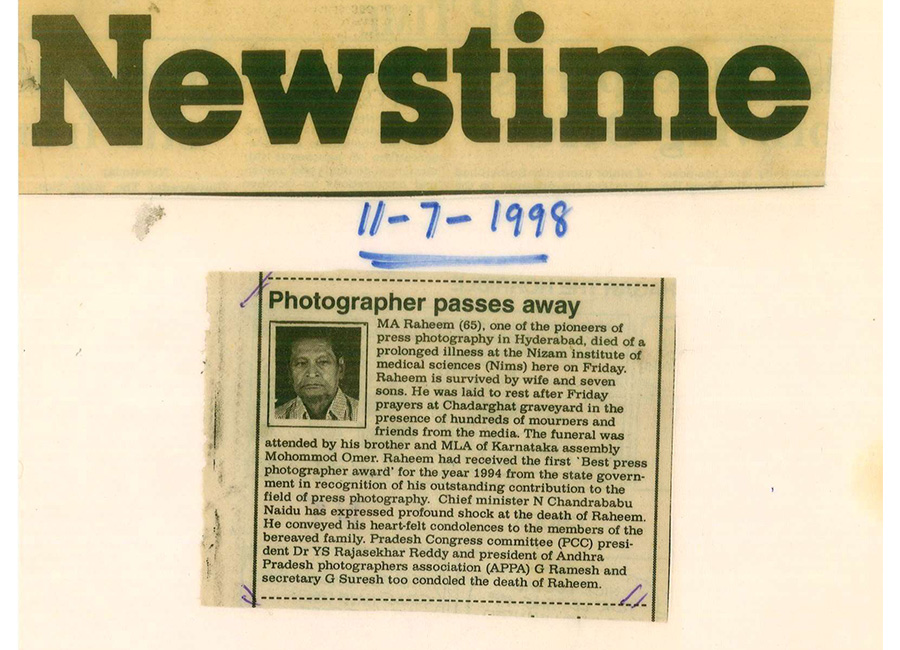 Newstime
11-7-1998
Photographer passes away
MA Raheem (65), one of the pioneers of
press photography in Hyderabad, died of a
prolonged illness at the Nizam institute of
medical sciences (Nims) here on Friday.
Raheem is survived by wife and seven
sons. He was laid to rest after Friday
prayers at Chadarghat graveyard in the
presence of hundreds of mourners and
friends from the media. The funeral was
attended by his brother and MLA of Karnataka assembly
Mohommod Omer. Raheem had received the first `Best press
photographer award' for the year 1994 from the state govern-
ment in recognition of his outstanding contribution to the
field of press photography. Chief minister N Chandrababu
Naidu has expressed profound shock at the death of Raheem.
He conveyed his heart-felt condolences to the members of the
bereaved family. Pradesh Congress committee (PCC) presi-
dent Dr YS Rajasekhar Reddy and president of Andhra
Pradesh photographers association (APPA) G Ramesh and
secretary G Suresh too condoled the death of Raheem.